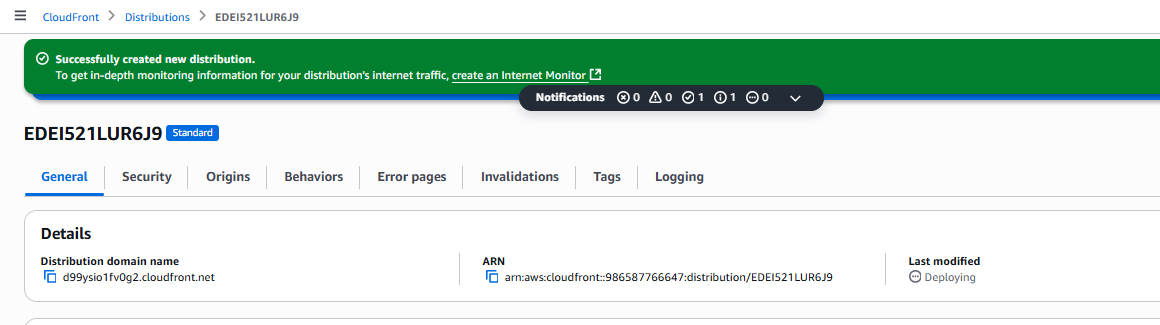 CloudFront > Distributions > EDEI521LUR6J9
Successfully created new distribution.
To get in-depth monitoring information for your distribution's internet traffic, create an Internet Monitor
Notifications 0 0 1 1 0
EDEI521LUR6J9 Standard
General Security Origins Behaviors Error pages Invalidations Tags Logging
Details
Distribution domain name ARN Last modified
d99ysio1fv0g2.cloudfront.net arn:aws:cloudfront::986587766647:distribution/EDEI521LUR6J9 Deploying